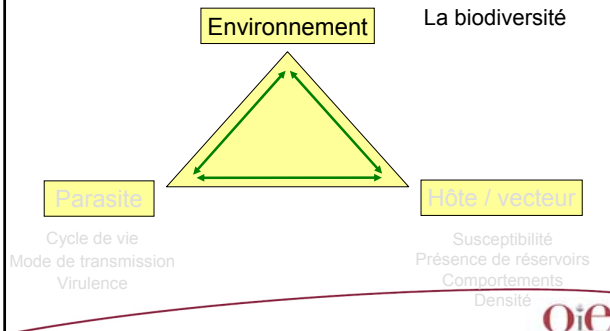 Environnement
La biodiversité
Parasite
Cycle de vie
Mode de transmission
Virulence
Hôte / vecteur
Susceptibilité
Présence de réservoirs
Comportements
Densité
Oie